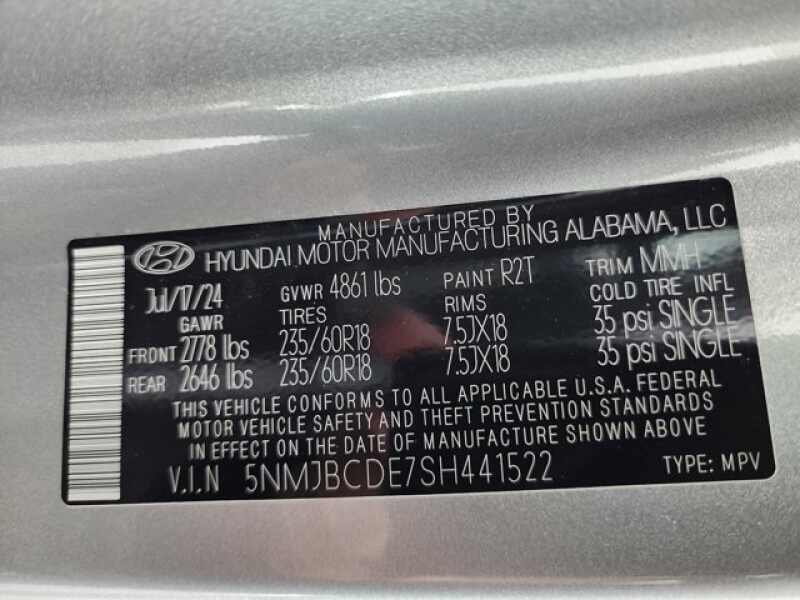 MANUFACTURED BY
HYUNDAI MOTOR MANUFACTURING ALABAMA, LLC
Jul/17/24 GVWR 4861 lbs PAINT R2T TRIM MMH
GAWR TIRES RIMS COLD TIRE INFL
FRONT 2778 lbs 235/60R18 7.5JX18 35 psi SINGLE
REAR 2646 lbs 235/60R18 7.5JX18 35 psi SINGLE
THIS VEHICLE CONFORMS TO ALL APPLICABLE U.S.A. FEDERAL
MOTOR VEHICLE SAFETY AND THEFT PREVENTION STANDARDS
IN EFFECT ON THE DATE OF MANUFACTURE SHOWN ABOVE
V.I.N 5NMJBCDE7SH441522 TYPE: MPV